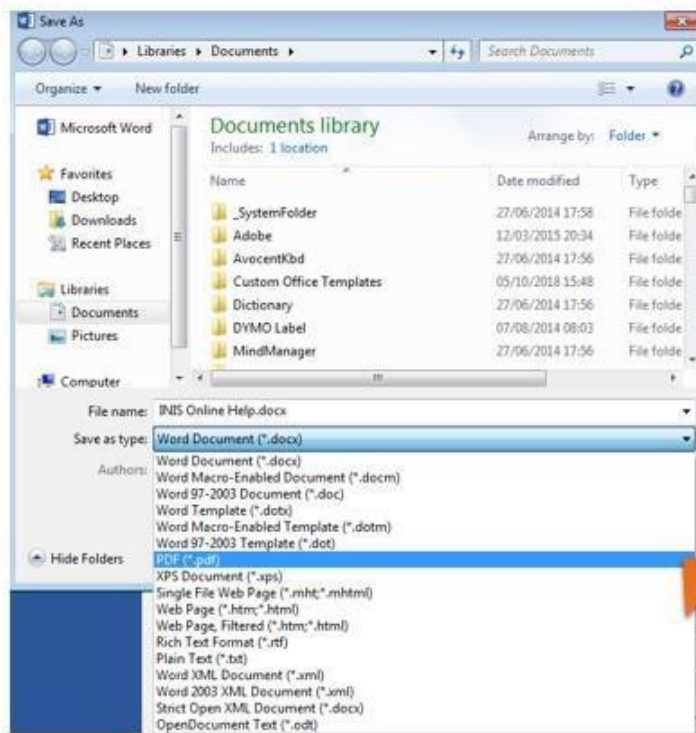 Save As
Libraries Documents
Search Documents
Organize New folder
Microsoft Word
Favorites
Desktop
Downloads
Recent Places
Libraries
Documents
Pictures
Computer
Documents library
Includes: 1 location
Arrange by: Folder
Name Date modified Type
_SystemFolder 27/06/2014 17:58 File folde
Adobe 12/03/2015 20:34 File folde
AvocentKbd 27/06/2014 17:56 File folde
Custom Office Templates 05/10/2018 15:48 File folde
Dictionary 27/06/2014 17:56 File folde
DYMO Label 07/08/2014 08:03 File folde
MindManager 27/06/2014 17:56 File folde
File name: INIS Online Help.docx
Save as type: Word Document (*.docx)
Authors:
Hide Folders
Word Document (*.docx)
Word Macro-Enabled Document (*.docm)
Word 97-2003 Document (*.doc)
Word Template (*.dotx)
Word Macro-Enabled Template (*.dotm)
Word 97-2003 Template (*.dot)
PDF (*.pdf)
XPS Document (*.xps)
Single File Web Page (*.mht;*.mhtml)
Web Page (*.htm;*.html)
Web Page, Filtered (*.htm;*.html)
Rich Text Format (*.rtf)
Plain Text (*.txt)
Word XML Document (*.xml)
Word 2003 XML Document (*.xml)
Strict Open XML Document (*.docx)
OpenDocument Text (*.odt)